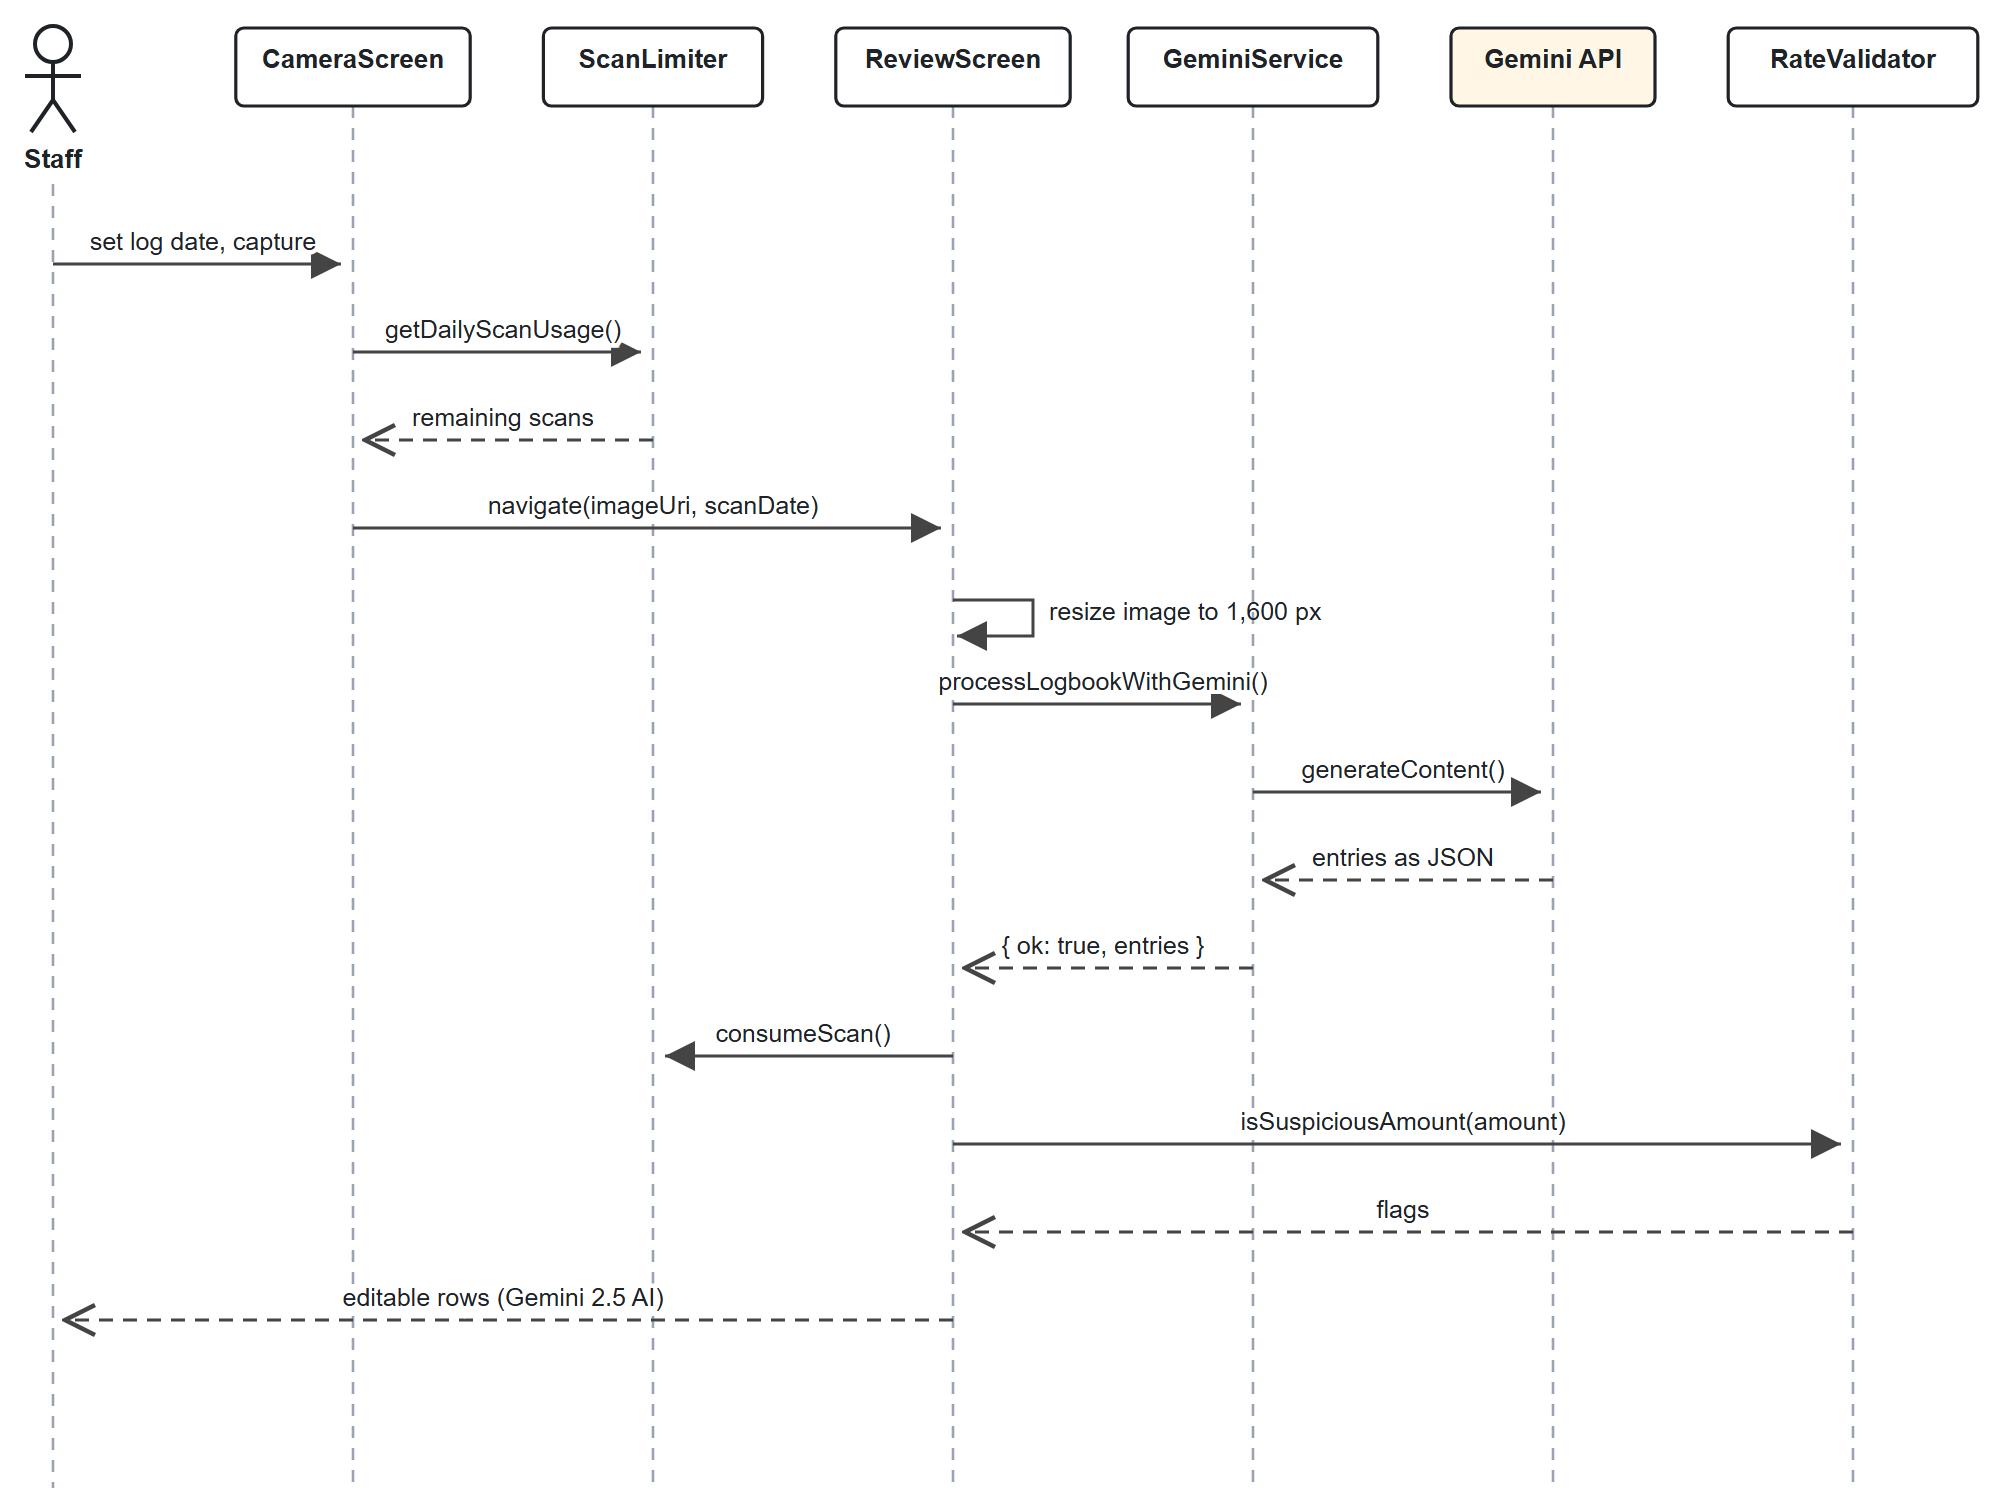 CameraScreen
ScanLimiter
ReviewScreen
GeminiService
Gemini API
RateValidator
Staff
set log date, capture
getDailyScanUsage()
remaining scans
navigate(imageUri, scanDate)
resize image to 1,600 px
processLogbookWithGemini()
generateContent()
entries as JSON
{ ok: true, entries }
consumeScan()
isSuspiciousAmount(amount)
flags
editable rows (Gemini 2.5 AI)